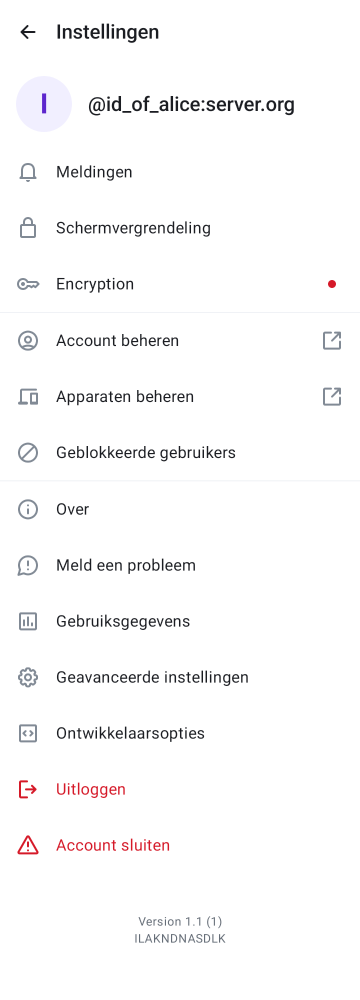 Instellingen
I
@id_of_alice:server.org
Meldingen
Schermvergrendeling
Encryption
Account beheren
Apparaten beheren
Geblokkeerde gebruikers
Over
Meld een probleem
Gebruiksgegevens
Geavanceerde instellingen
Ontwikkelaarsopties
Uitloggen
Account sluiten
Version 1.1 (1)
ILAKNDNASDLK